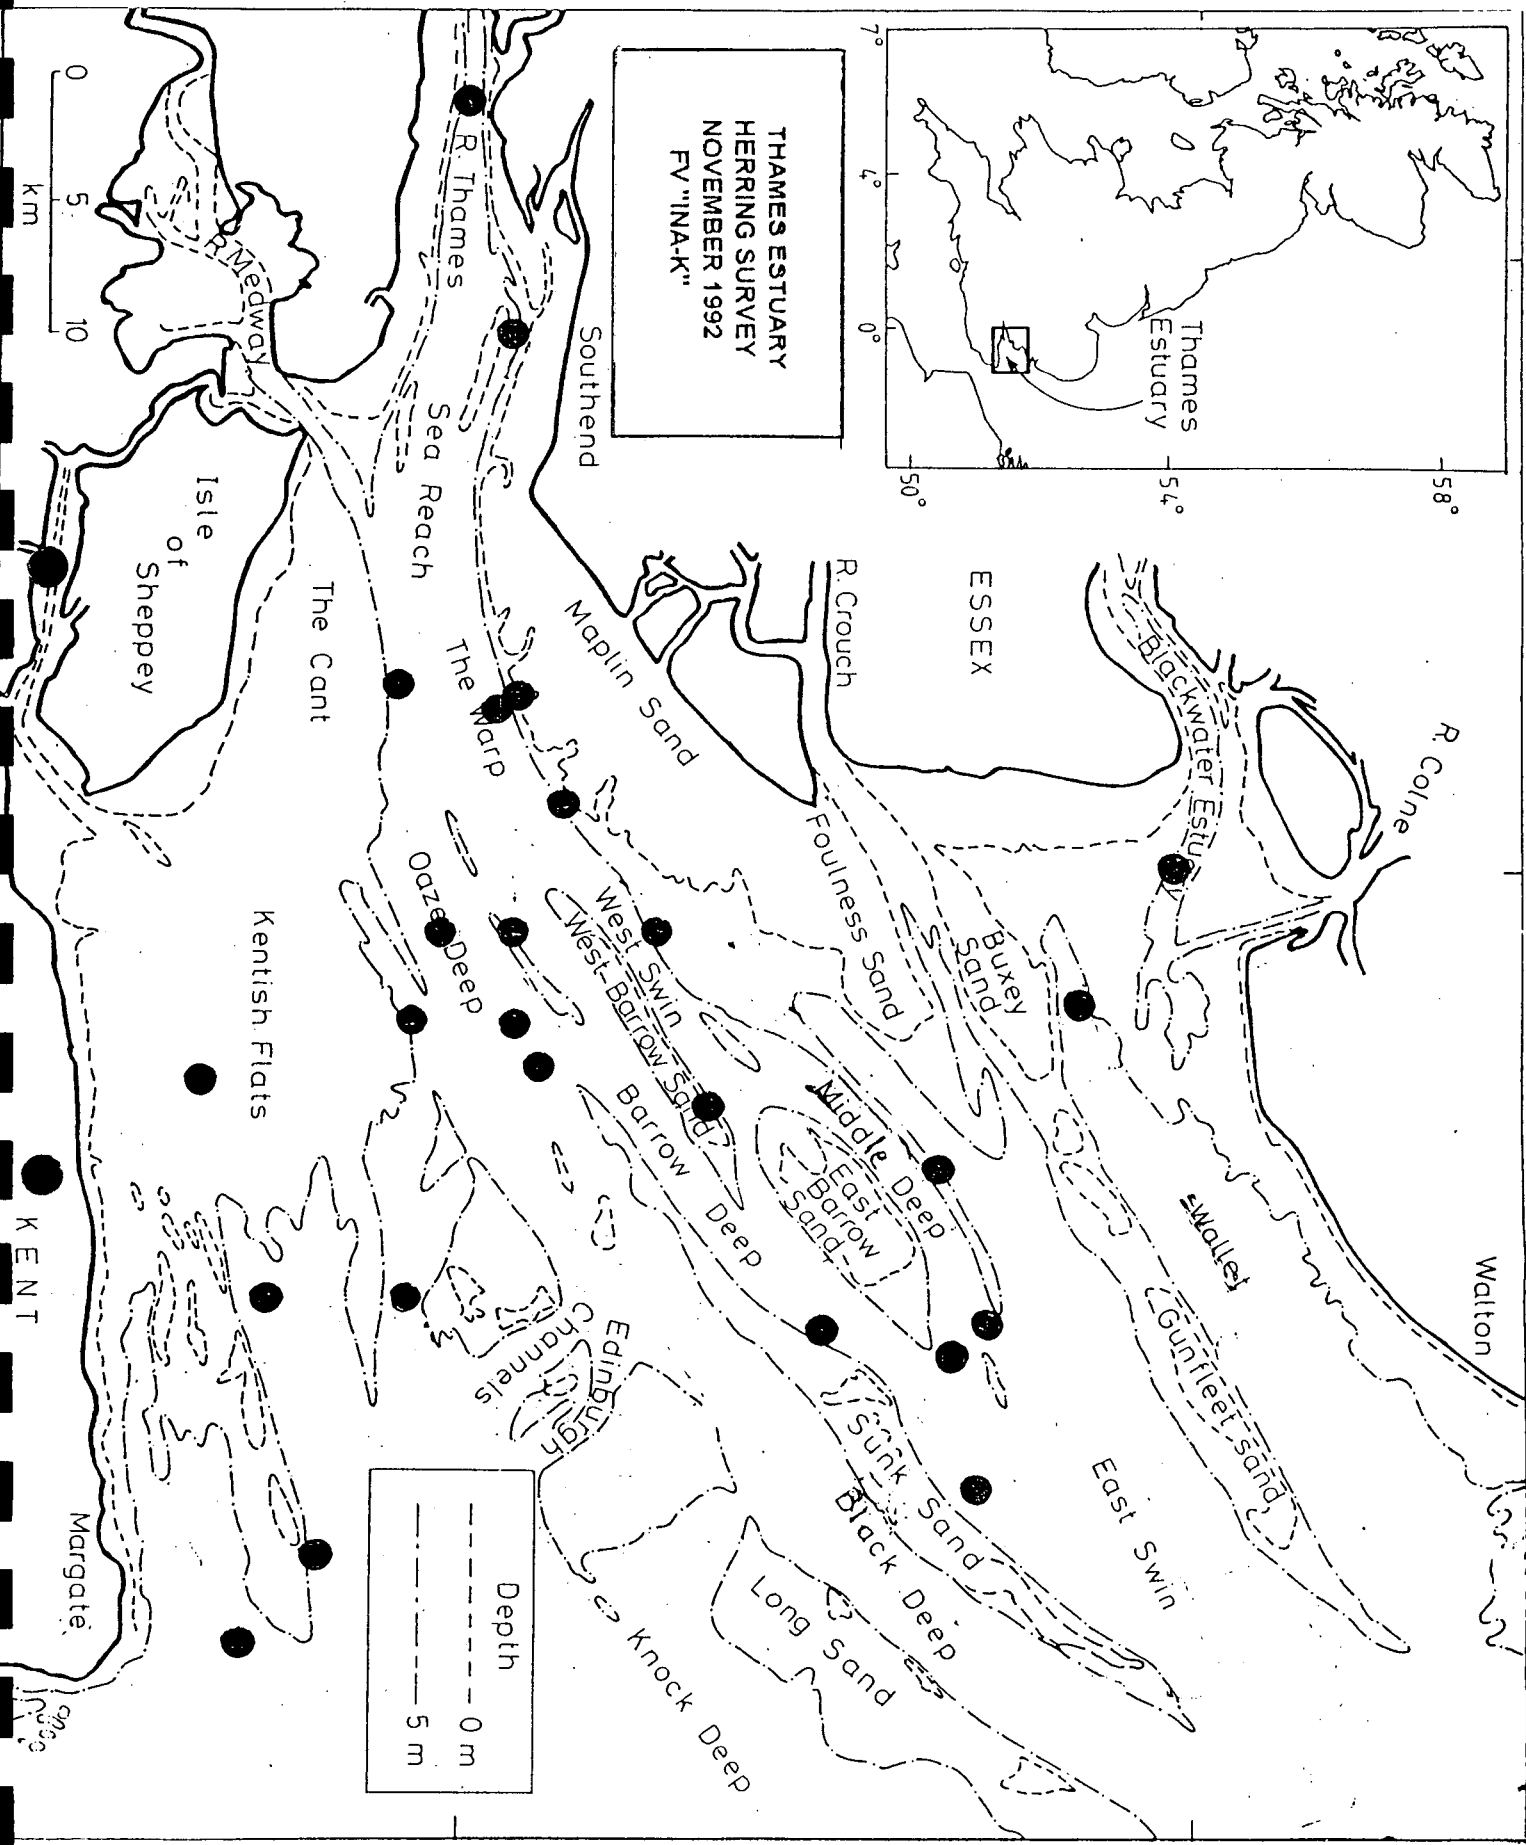 THAMES ESTUARY
HERRING SURVEY
NOVEMBER 1992
FV "INA-K"
7°
4°
0°
50°
54°
58°
Thames
Estuary
0
5
10
km
R. Thames
R Medway
Southend
Sea Reach
Isle
of
Sheppey
The Cant
The
Warp
Maplin Sand
R. Crouch
ESSEX
Blackwater Estuary
R. Colne
Foulness Sand
Buxey
Sand
Oaze Deep
Kentish Flats
West Swin
West Barrow Sand
Barrow Deep
Middle Deep
East
Barrow
Sand
Wallet
Walton
Gunfleet sand
East Swin
Sunk Sand
Black Deep
Long Sand
Knock Deep
Edinburgh
Channels
KENT
Margate
Depth
0 m
5 m